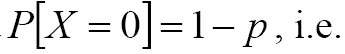 P[X = 0] = 1 − p, i.e.